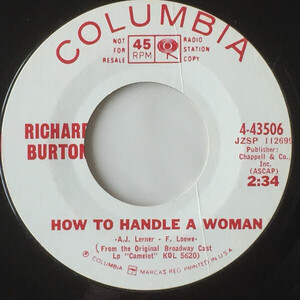 COLUMBIA
NOT FOR RESALE
45 RPM
RADIO STATION COPY
RICHARD BURTON
4-43506
JZSP 112699
Publisher:
Chappell & Co.,
Inc.
(ASCAP)
2:34
HOW TO HANDLE A WOMAN
-A.J. Lerner - F. Loewe-
(From the Original Broadway Cast
Lp "Camelot" KOL 5620)
© COLUMBIA MARCAS REG. PRINTED IN U.S.A.